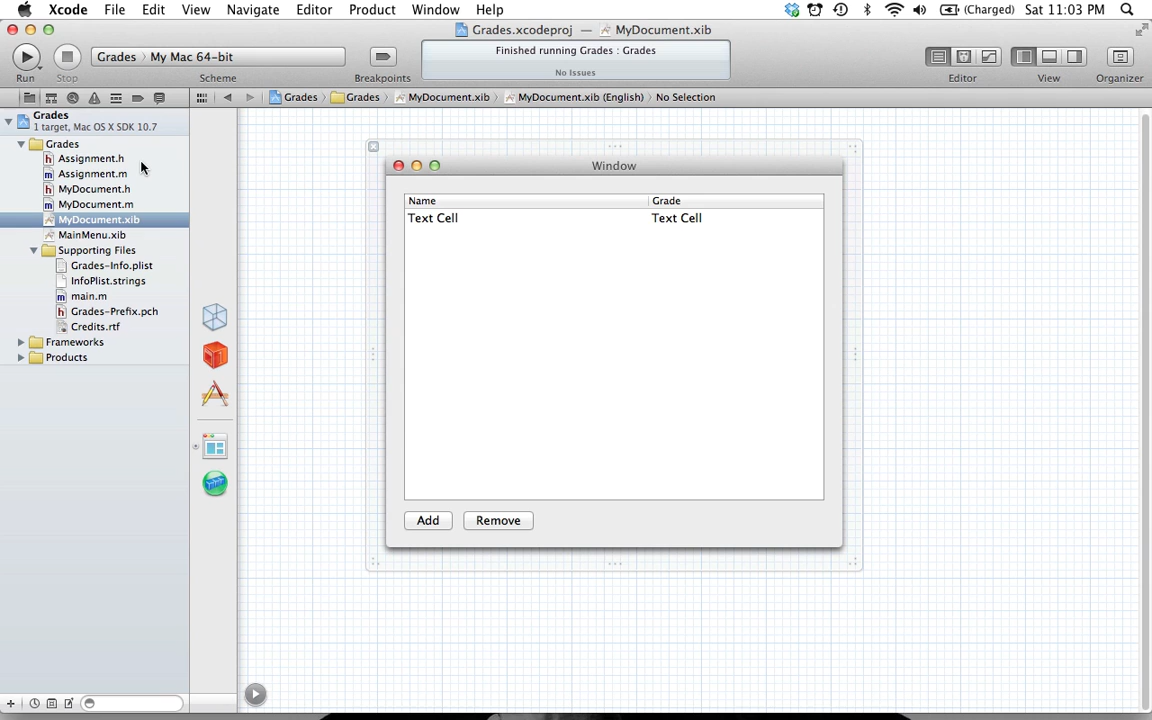 Xcode File Edit View Navigate Editor Product Window Help (Charged) Sat 11:03 PM
Grades.xcodeproj — MyDocument.xib
Grades › My Mac 64-bit
Finished running Grades : Grades
No Issues
Run Stop Scheme Breakpoints Editor View Organizer
Grades › Grades › MyDocument.xib › MyDocument.xib (English) › No Selection
Grades
1 target, Mac OS X SDK 10.7
Grades
Assignment.h
Assignment.m
MyDocument.h
MyDocument.m
MyDocument.xib
MainMenu.xib
Supporting Files
Grades-Info.plist
InfoPlist.strings
main.m
Grades-Prefix.pch
Credits.rtf
Frameworks
Products
Window
Name Grade
Text Cell Text Cell
Add Remove